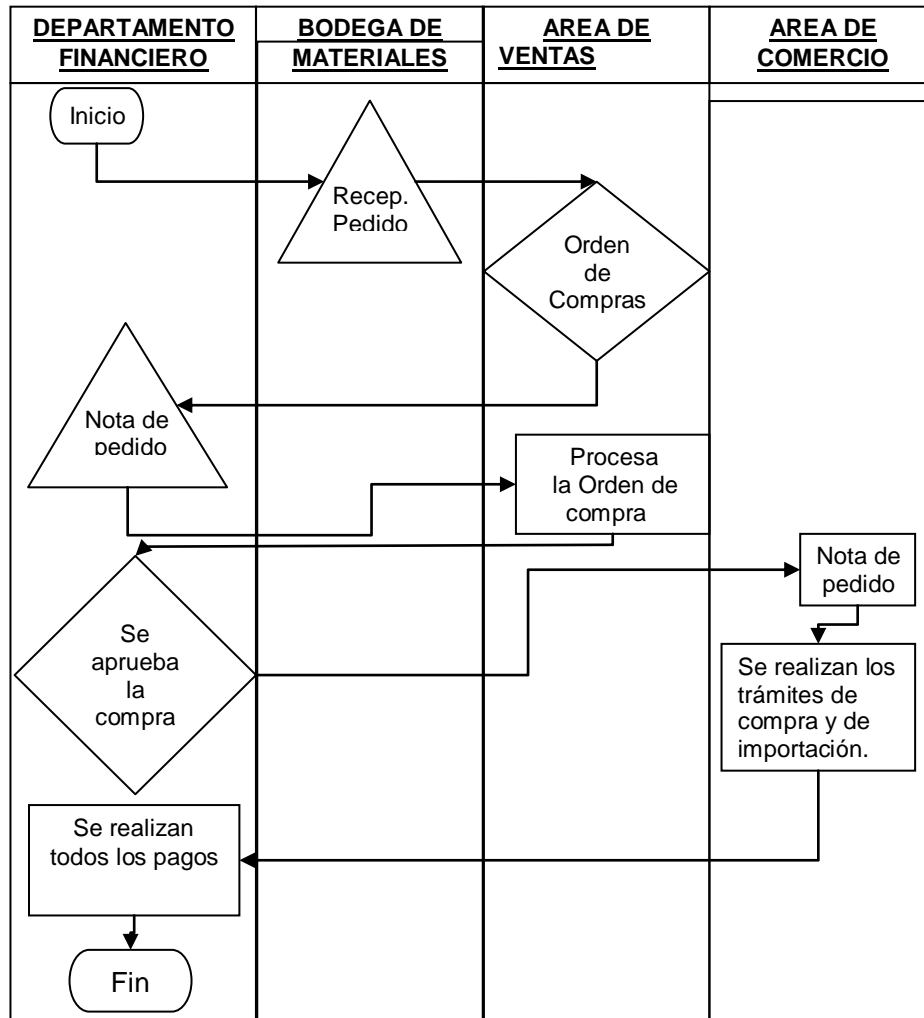 DEPARTAMENTO
FINANCIERO
BODEGA DE
MATERIALES
AREA DE
VENTAS
AREA DE
COMERCIO
Inicio
Recep.
Pedido
Orden
de
Compras
Nota de
pedido
Procesa
la Orden de
compra
Nota de
pedido
Se
aprueba
la
compra
Se realizan los
trámites de
compra y de
importación.
Se realizan
todos los pagos
Fin